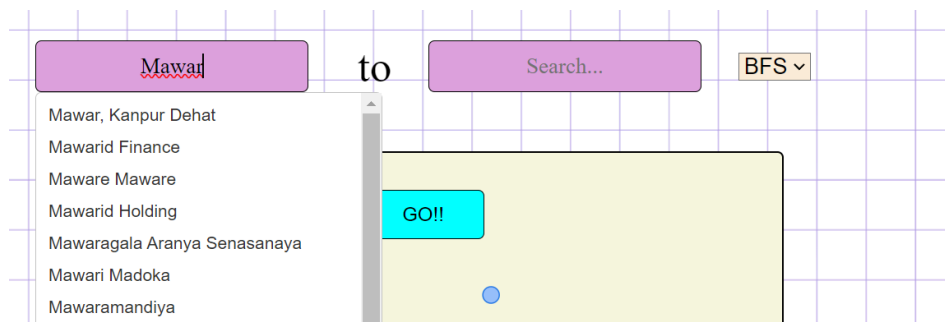 Mawar to Search... BFS
Mawar, Kanpur Dehat
Mawarid Finance
Maware Maware
Mawarid Holding
GO!!
Mawaragala Aranya Senasanaya
Mawari Madoka
Mawaramandiya